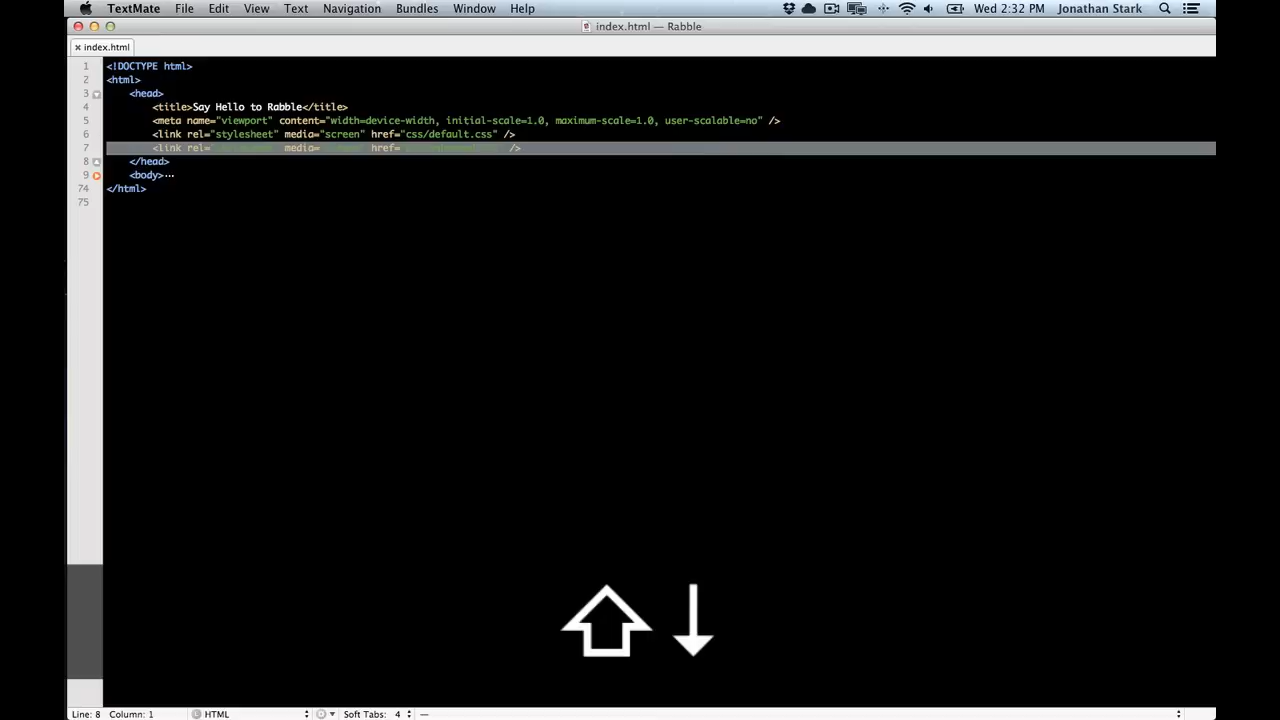 TextMate File Edit View Text Navigation Bundles Window Help Wed 2:32 PM Jonathan Stark
index.html — Rabble
index.html
1 <!DOCTYPE html>
2 <html>
3 <head>
4 <title>Say Hello to Rabble</title>
5 <meta name="viewport" content="width=device-width, initial-scale=1.0, maximum-scale=1.0, user-scalable=no" />
6 <link rel="stylesheet" media="screen" href="css/default.css" />
7 <link rel=" media= href= />
8 </head>
9 <body>...
74 </html>
75
Line: 8 Column: 1 L HTML Soft Tabs: 4 —